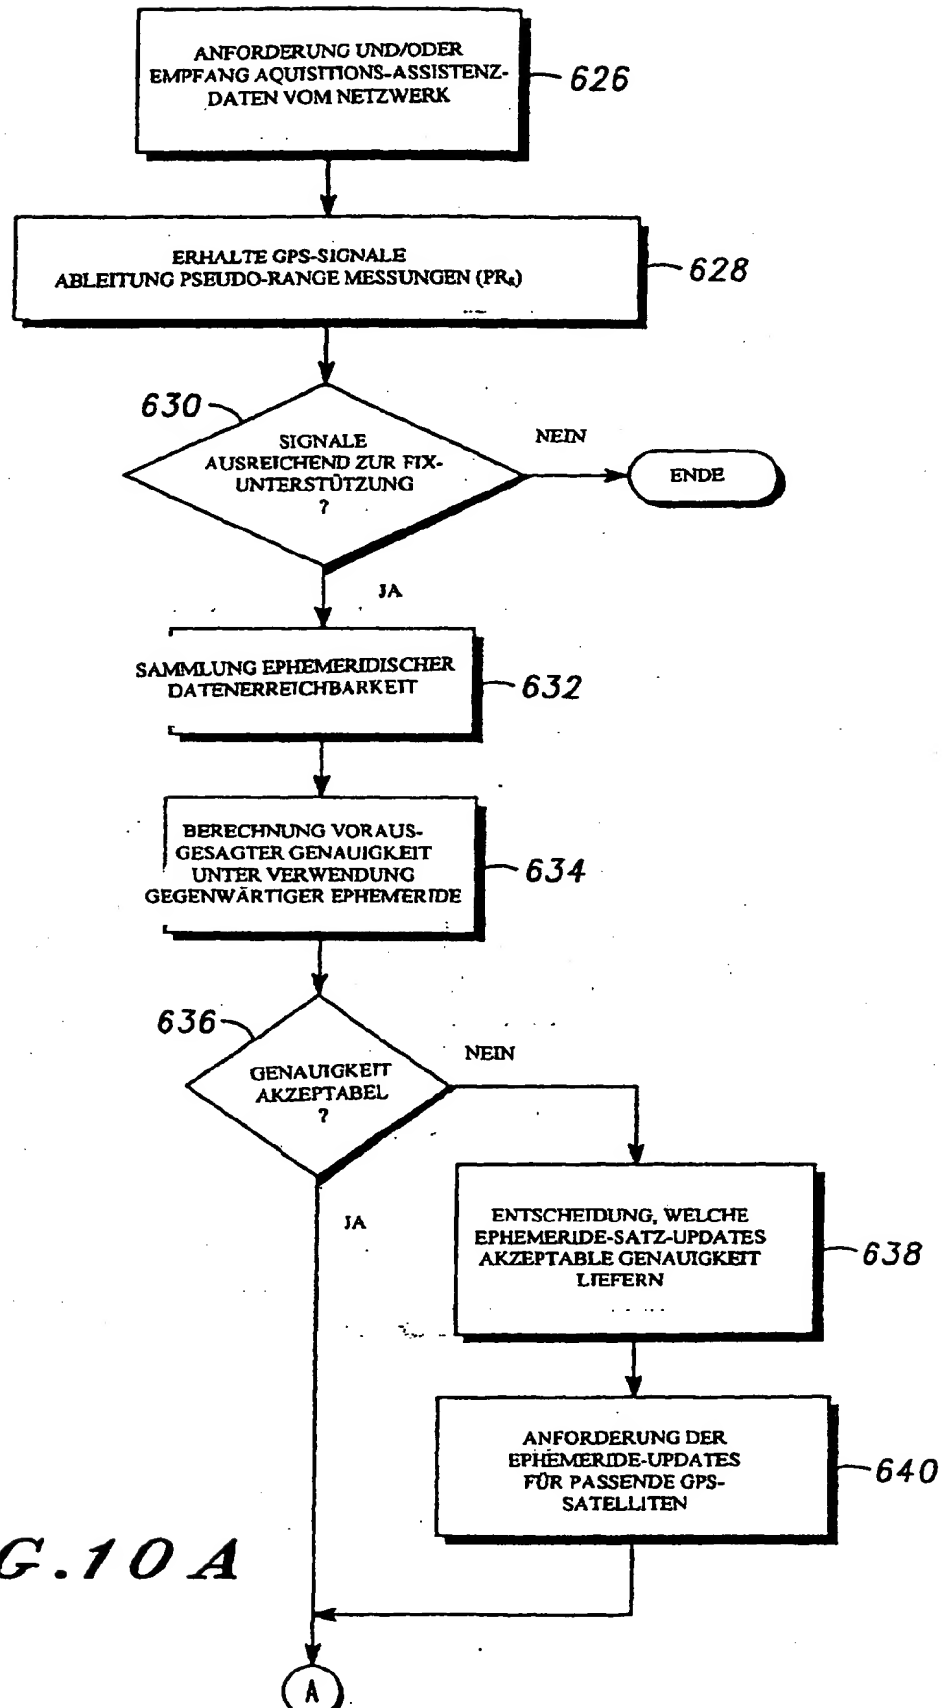 ANFORDERUNG UND/ODER
EMPFANG AQUISITIONS-ASSISTENZ-
DATEN VOM NETZWERK
626
ERHALTE GPS-SIGNALE
ABLEITUNG PSEUDO-RANGE MESSUNGEN (PRR)
628
630
SIGNALE
AUSREICHEND ZUR FIX-
UNTERSTÜTZUNG
?
NEIN
ENDE
JA
SAMMLUNG EPHEMERIDISCHER
DATENERREICHBARKEIT
632
BERECHNUNG VORAUS-
GESAGTER GENAUIGKEIT
UNTER VERWENDUNG
GEGENWÄRTIGER EPHEMERIDE
634
636
GENAUIGKEIT
AKZEPTABEL
?
NEIN
JA
ENTSCHEIDUNG, WELCHE
EPHEMERIDE-SATZ-UPDATES
AKZEPTABLE GENAUIGKEIT
LIEFERN
638
ANFORDERUNG DER
EPHEMERIDE-UPDATES
FÜR PASSENDE GPS-
SATELLITEN
640
G.10A
A